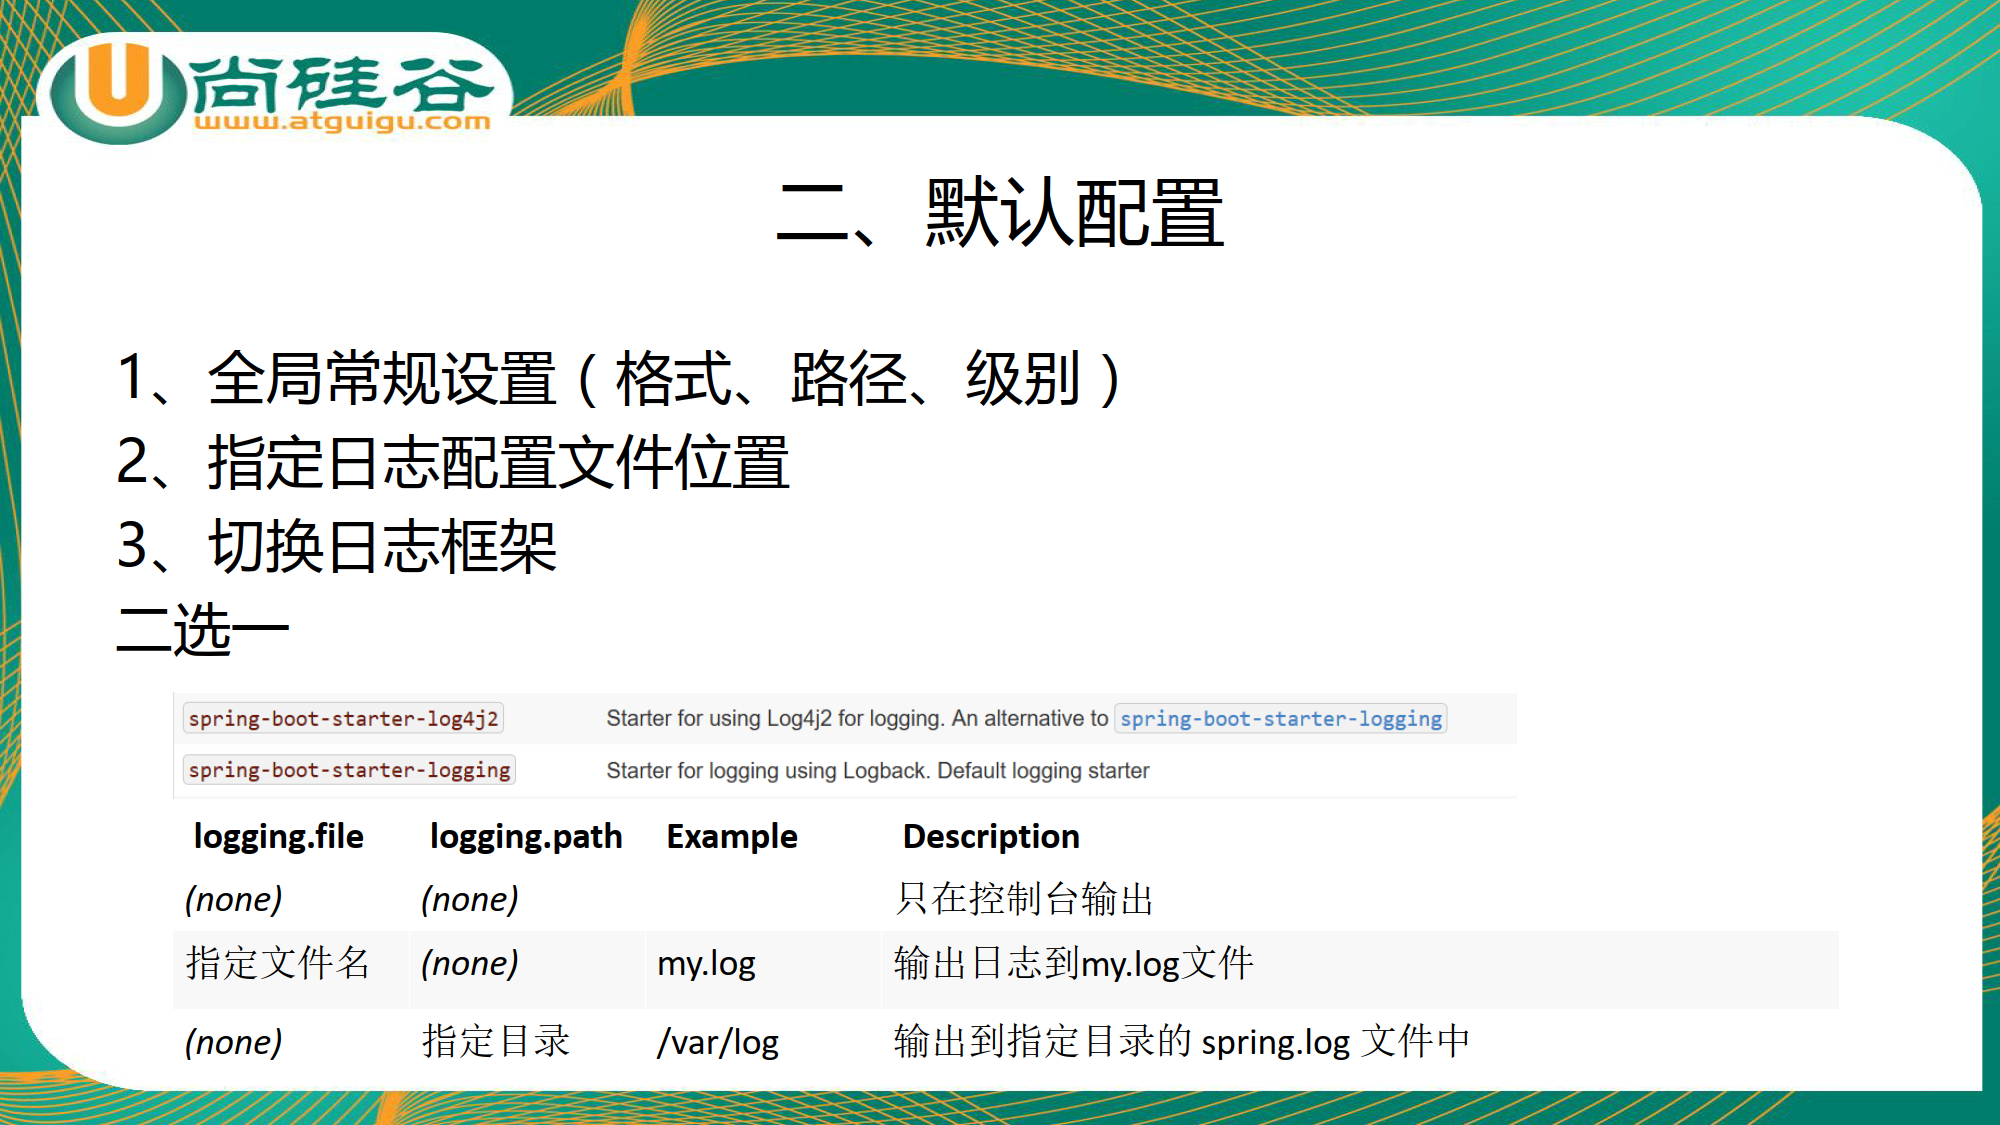 尚硅谷
www.atguigu.com
二、默认配置
1、全局常规设置（格式、路径、级别）
2、指定日志配置文件位置
3、切换日志框架
二选一
spring-boot-starter-log4j2 Starter for using Log4j2 for logging. An alternative to spring-boot-starter-logging
spring-boot-starter-logging Starter for logging using Logback. Default logging starter
logging.file logging.path Example Description
(none) (none) 只在控制台输出
指定文件名 (none) my.log 输出日志到my.log文件
(none) 指定目录 /var/log 输出到指定目录的 spring.log 文件中